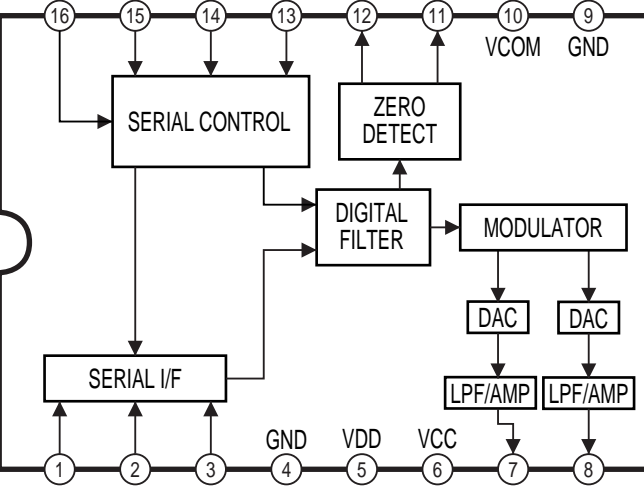 16 15 14 13 12 11 10 9
VCOM GND
SERIAL CONTROL
ZERO
DETECT
DIGITAL
FILTER
MODULATOR
DAC DAC
SERIAL I/F
LPF/AMP LPF/AMP
GND VDD VCC
1 2 3 4 5 6 7 8